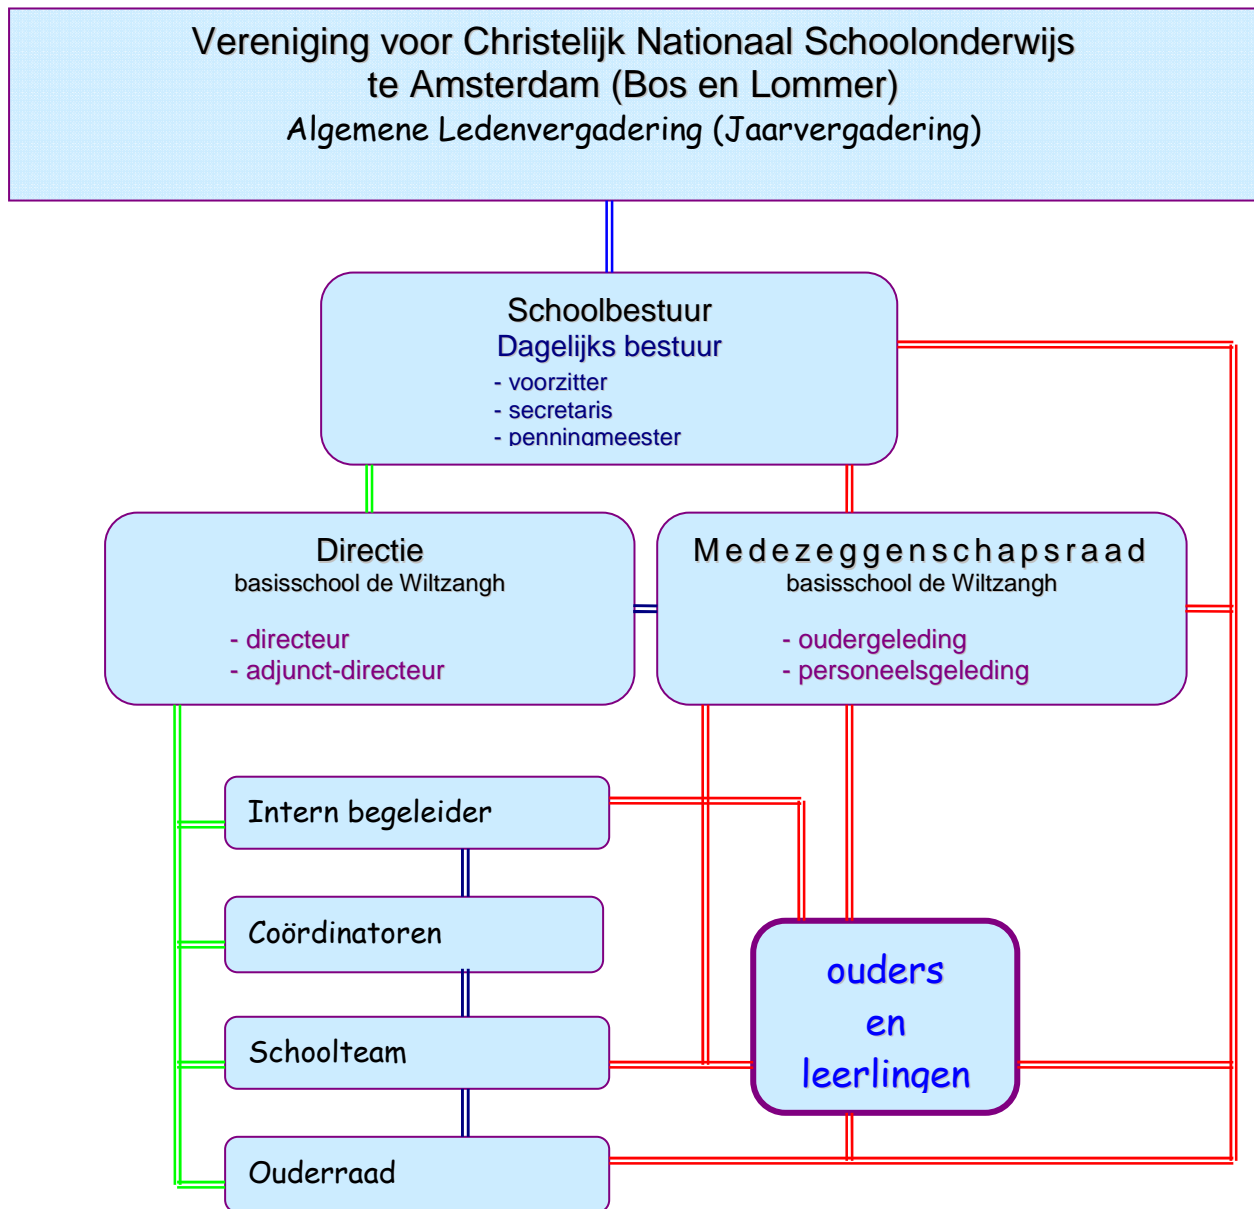 Vereniging voor Christelijk Nationaal Schoolonderwijs
te Amsterdam (Bos en Lommer)
Algemene Ledenvergadering (Jaarvergadering)
Schoolbestuur
Dagelijks bestuur
- voorzitter
- secretaris
- penningmeester
Directie
basisschool de Wiltzangh
- directeur
- adjunct-directeur
Medezeggenschapsraad
basisschool de Wiltzangh
- oudergeleding
- personeelsgeleding
Intern begeleider
Coördinatoren
Schoolteam
Ouderraad
ouders
en
leerlingen